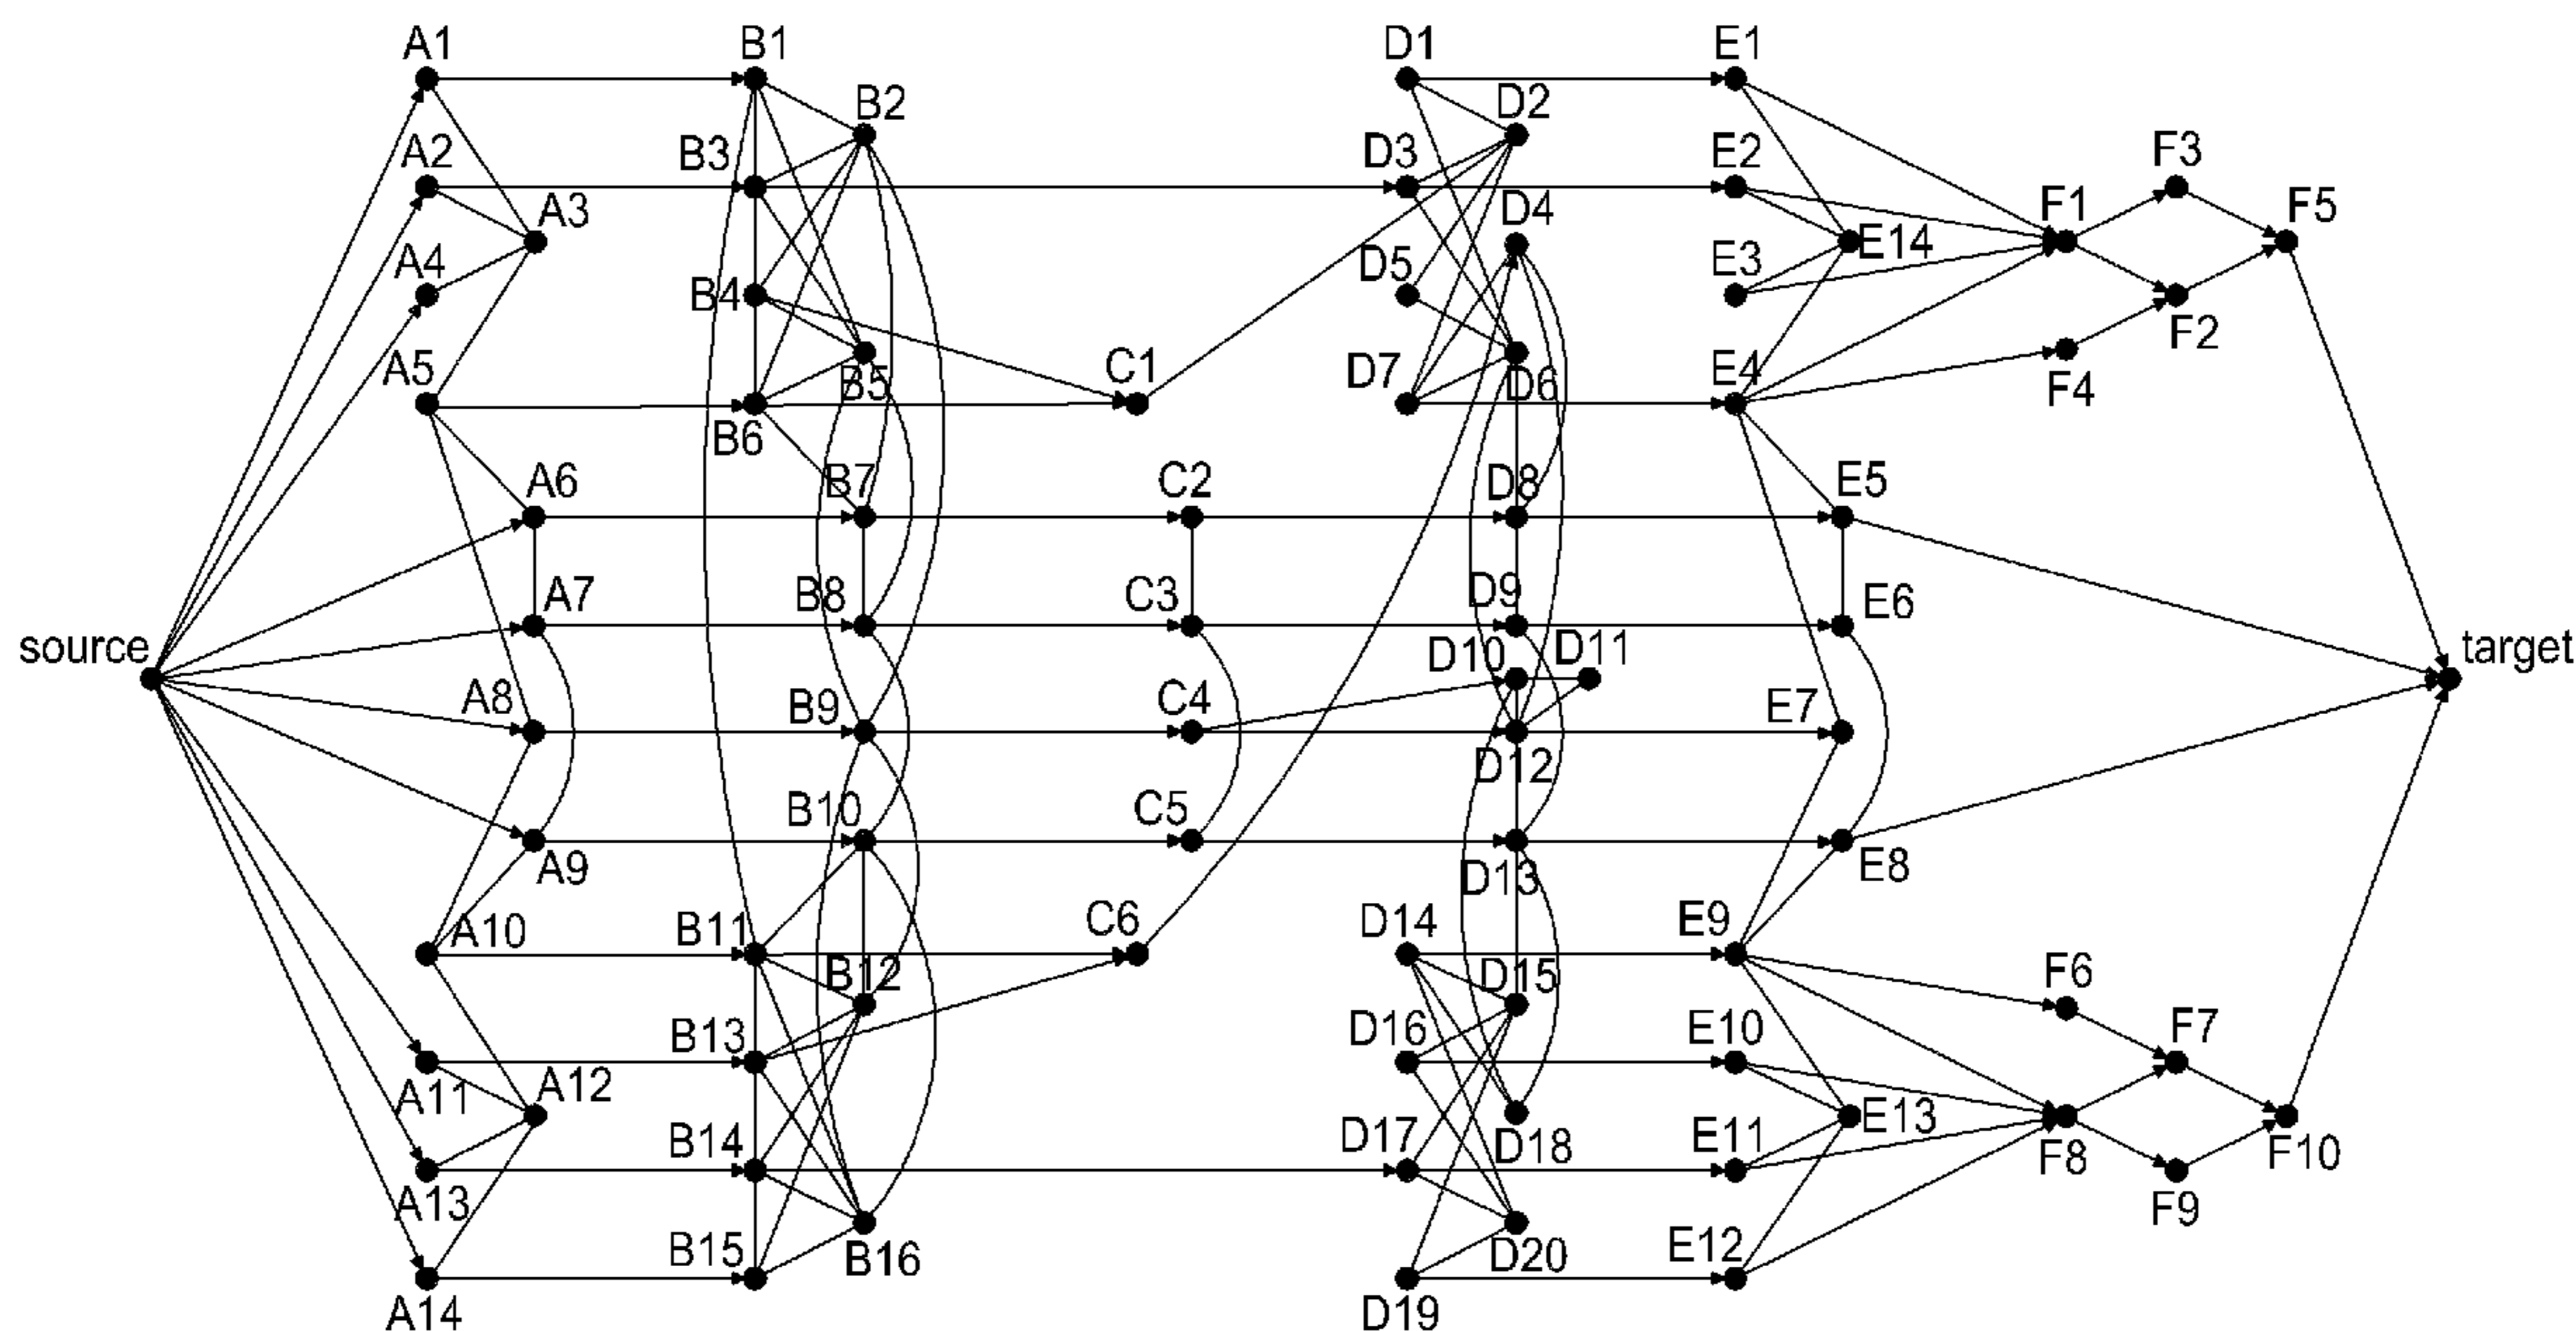 A1
B1
D1
E1
B2
D2
A2
B3
D3
E2
F3
A3
D4
F1
F5
A4
B4
D5
E3
E14
F2
A5
B5
B6
C1
D7
D6
E4
F4
A6
B7
C2
D8
E5
A7
B8
C3
D9
E6
source
D10
D11
target
A8
B9
C4
D12
E7
A9
B10
C5
D13
E8
A10
B11
C6
D14
E9
B12
D15
F6
A11
A12
B13
D16
E10
E13
F7
A13
B14
D17
D18
E11
F8
F10
F9
A14
B15
B16
D19
D20
E12